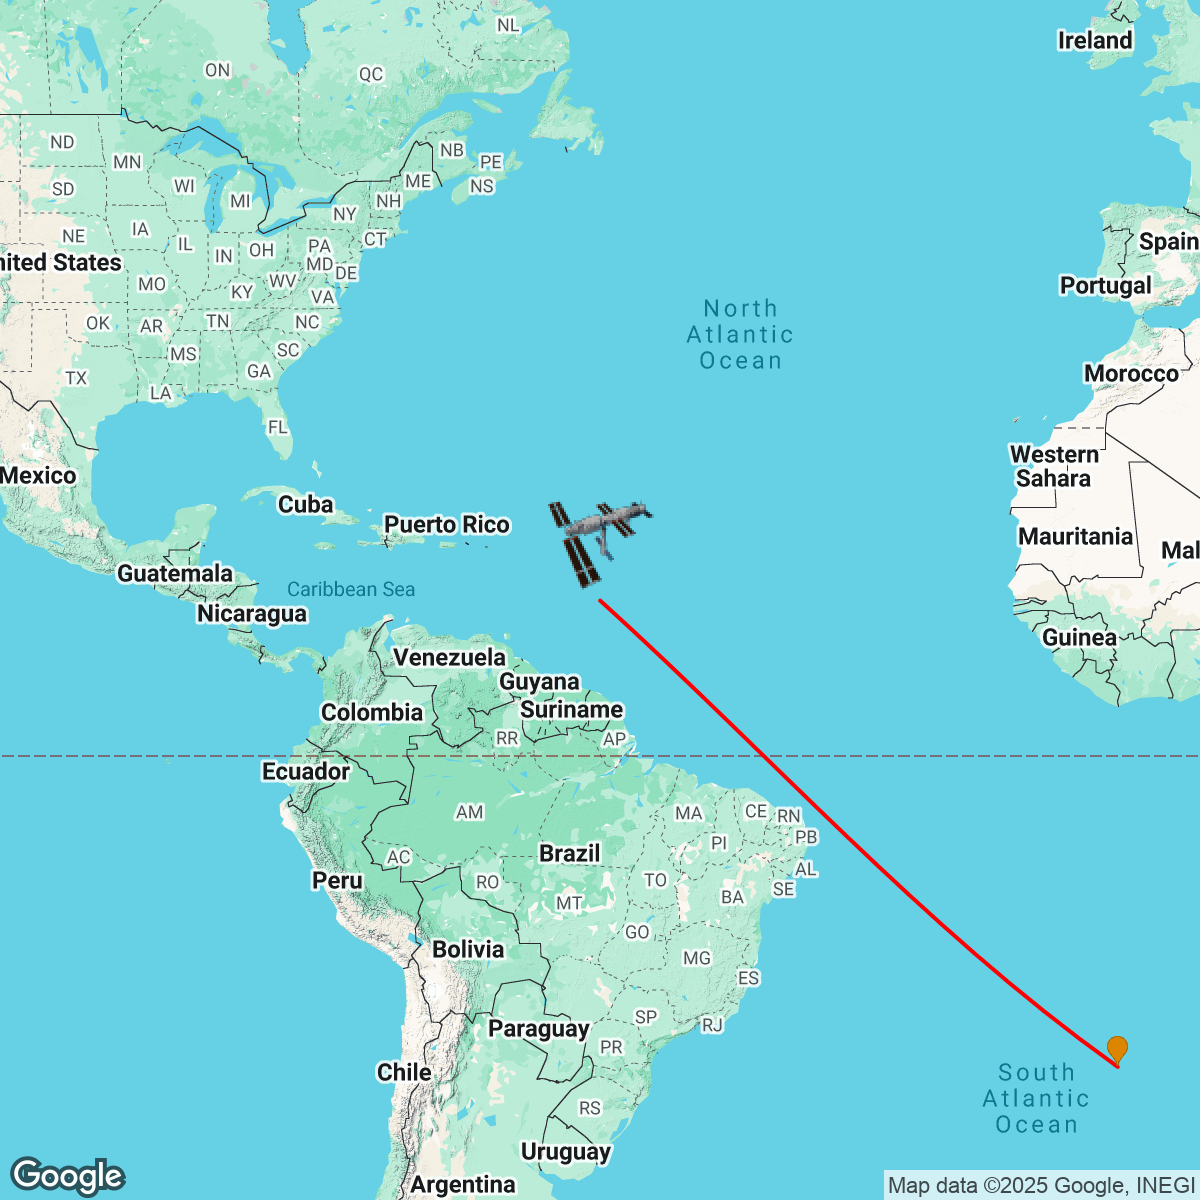 NL
Ireland
ON
QC
ND
MN
NB
PE
SD
WI
MI
ME
NS
NH
NY
NE
IA
IL
IN
OH
PA
CT
Spain
nited States
MD
DE
MO
WV
KY
VA
Portugal
North
Atlantic
Ocean
OK
AR
TN
NC
MS
SC
TX
GA
LA
Morocco
FL
Western
Sahara
Mexico
Cuba
Puerto Rico
Mauritania
Mal
Guatemala
Caribbean Sea
Nicaragua
Guinea
Venezuela
Guyana
Suriname
Colombia
RR
AP
Ecuador
AM
MA
CE
RN
PI
PB
Brazil
AC
AL
Peru
RO
TO
SE
MT
BA
GO
Bolivia
MG
ES
SP
RJ
Paraguay
PR
Chile
South
Atlantic
Ocean
RS
Uruguay
Argentina
Google
Map data ©2025 Google, INEGI